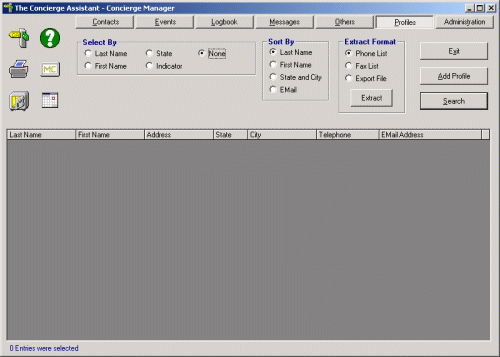 The Concierge Assistant - Concierge Manager
Contacts Events Logbook Messages Others Profiles Administration
Select By
Last Name State None
First Name Indicator
Sort By
Last Name
First Name
State and City
EMail
Extract Format
Phone List
Fax List
Export File
Extract
Exit
Add Profile
Search
MC
Last Name First Name Address State City Telephone EMail Address
0 Entries were selected